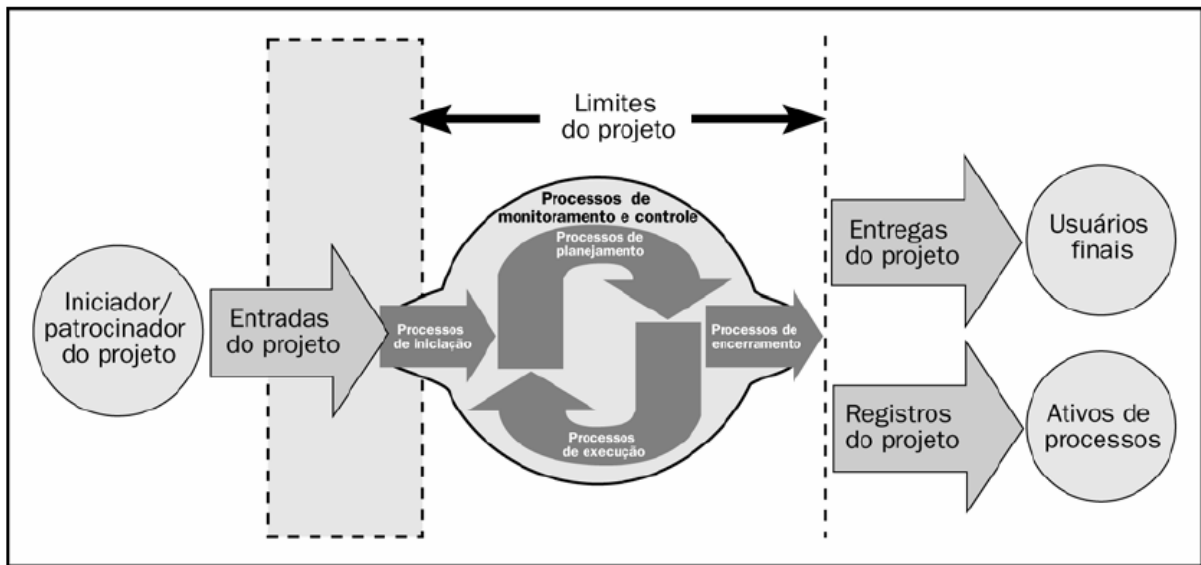 Limites
do projeto
Processos de
monitoramento e controle
Processos de
planejamento
Iniciador/
patrocinador
do projeto
Entradas
do projeto
Processos
de iniciação
Processos de
encerramento
Processos
de execução
Entregas
do projeto
Usuários
finais
Registros
do projeto
Ativos de
processos